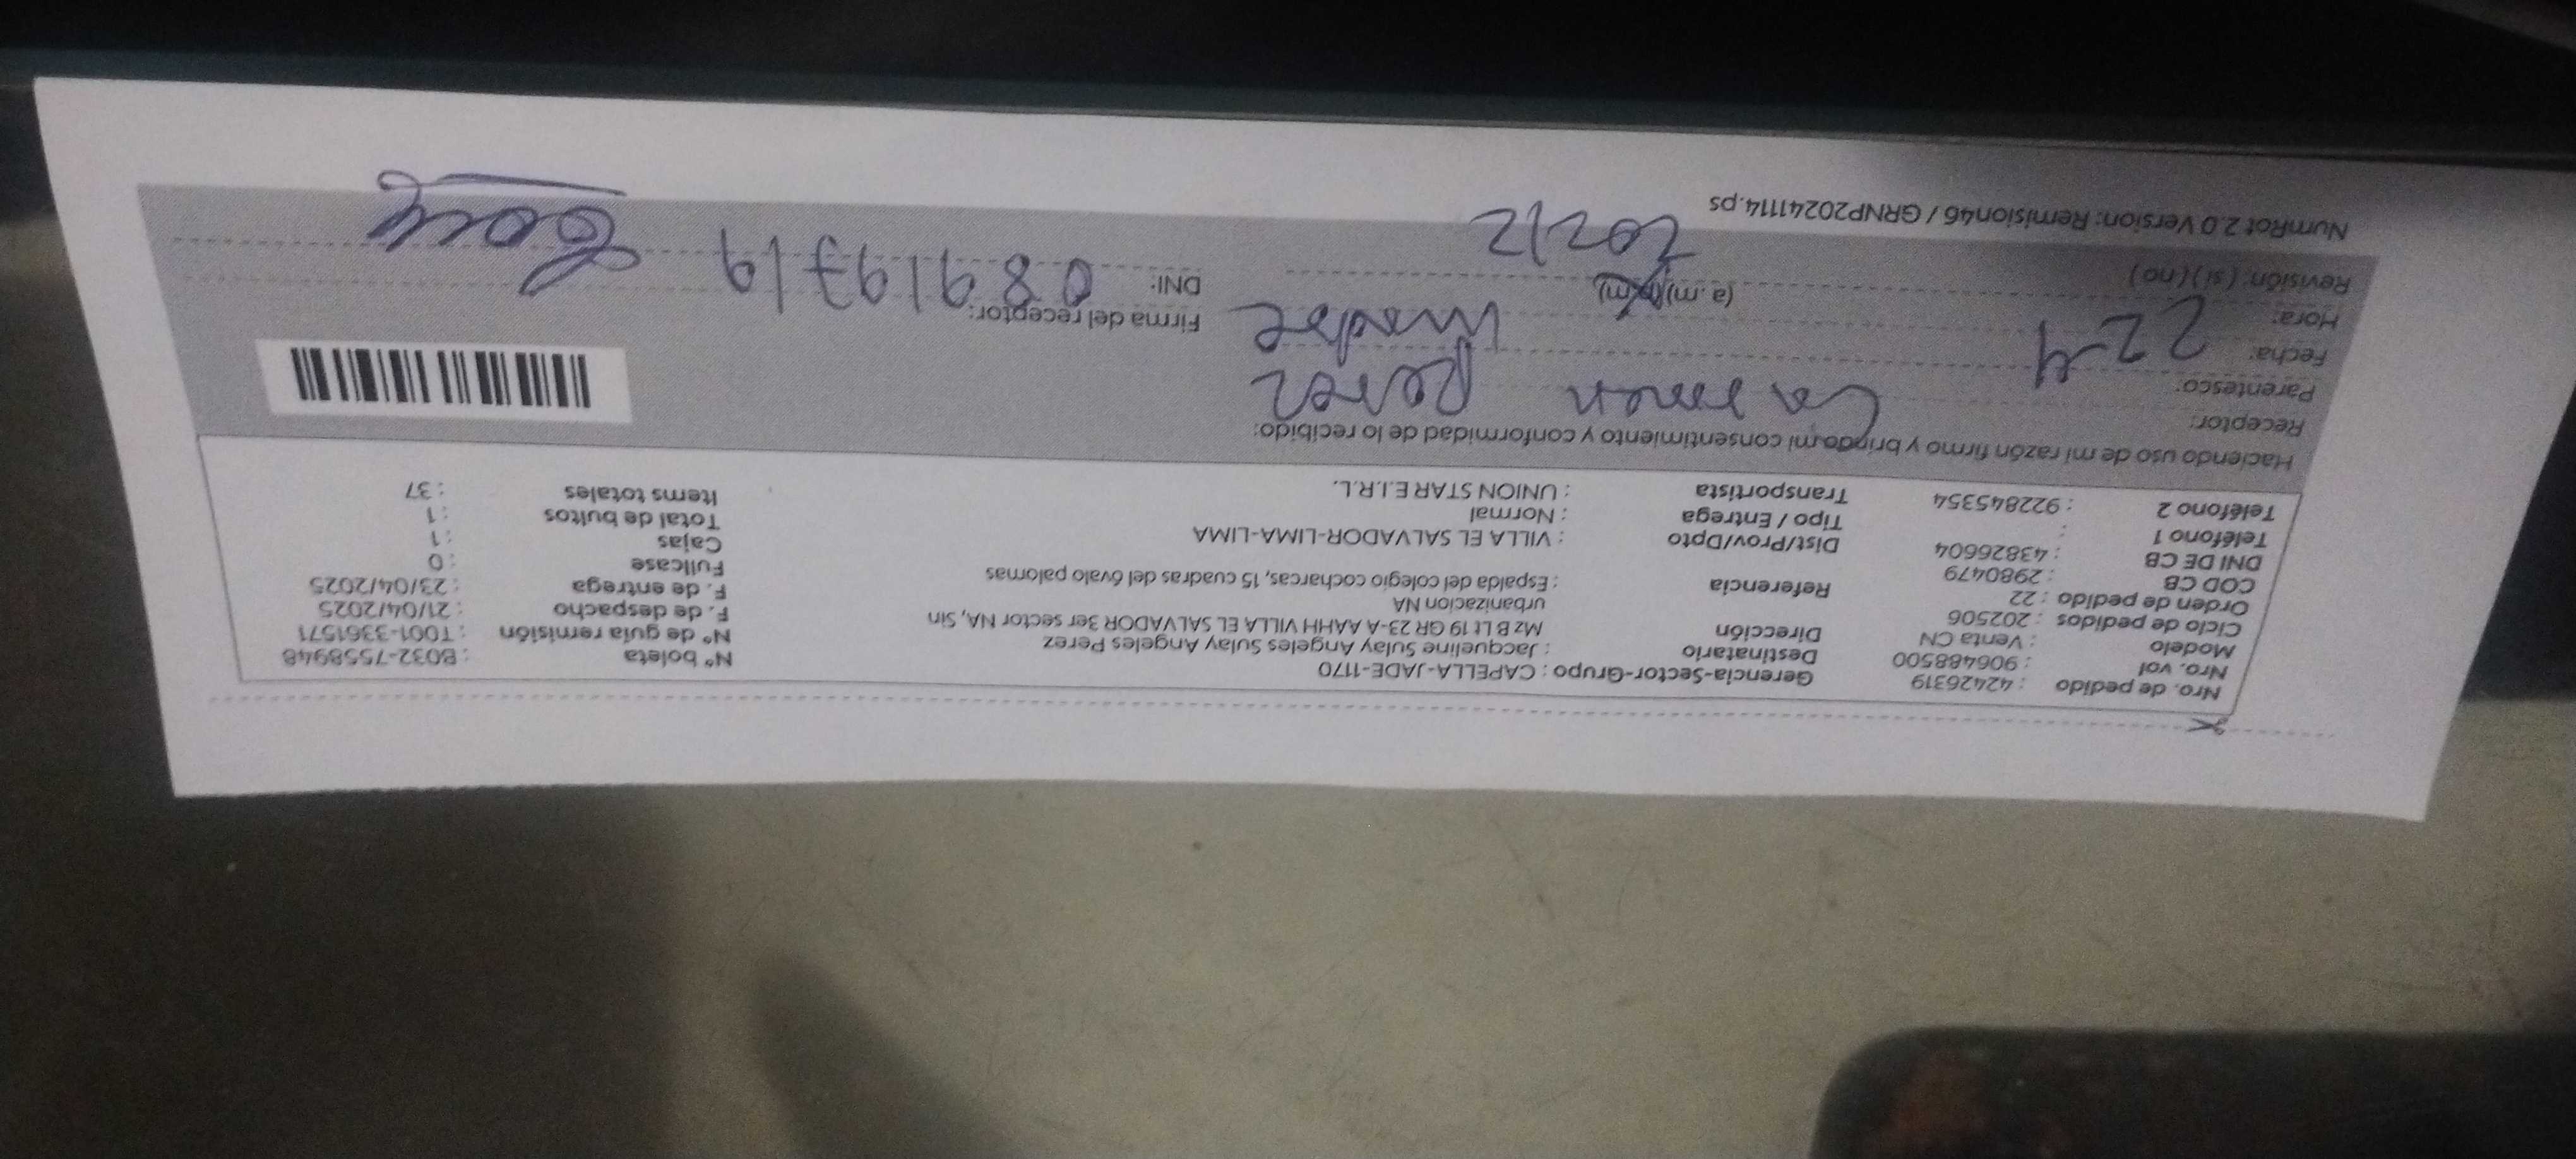 Nro. de pedido : 42426319
Nro. vol : 906488500
Modelo : Venta CN
Ciclo de pedidos : 202506
Orden de pedido : 22
COD CB : 2980479
DNI DE CB : 43826604
Teléfono 1 :
Teléfono 2 : 922845354
Gerencia-Sector-Grupo : CAPELLA-JADE-1170
Destinatario : Jacqueline Sulay Angeles Sulay Angeles Perez
Dirección Mz B Lt 19 GR 23-A AAHH VILLA EL SALVADOR 3er sector NA, Sin
urbanizacion NA
Referencia : Espalda del colegio cocharcas, 15 cuadras del óvalo palomas
Dist/Prov/Dpto : VILLA EL SALVADOR-LIMA-LIMA
Tipo / Entrega : Normal
Transportista : UNION STAR E.I.R.L.
N° boleta : B032-7558948
N° de guía remisión : T001-3361571
F. de despacho : 21/04/2025
F. de entrega : 23/04/2025
Fullcase : 0
Cajas : 1
Total de bultos : 1
Items totales : 37
Haciendo uso de mi razón firmo y brindo mi consentimiento y conformidad de lo recibido:
Receptor: Carmen Perez
Parentesco: madre
Fecha: 22-4
Hora: (a.m) (p.m)
Revisión: (si) (no)
Firma del receptor:
DNI: 08919719
NumRot 2.0 Version: Remision46 / GRNP20241114.ps